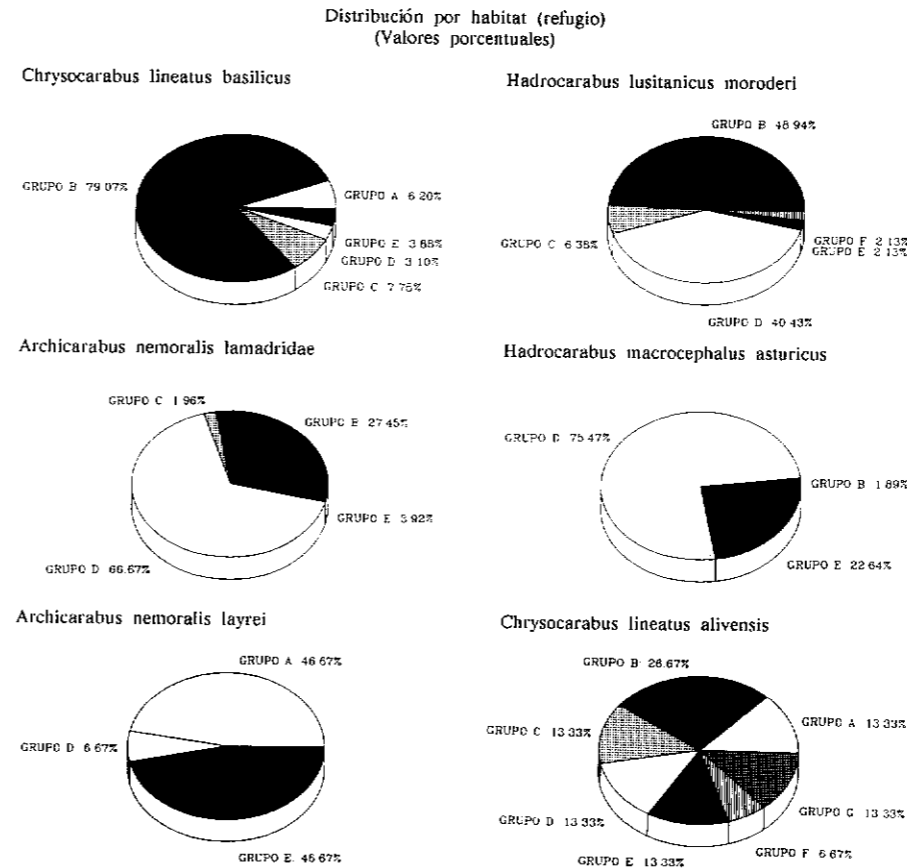 Distribución por habitat (refugio)
(Valores porcentuales)
Chrysocarabus lineatus basilicus
GRUPO B 79.07%
GRUPO A 6.20%
GRUPO E 3.88%
GRUPO D 3.10%
GRUPO C 7.75%
Hadrocarabus lusitanicus moroderi
GRUPO B 48.94%
GRUPO C 6.38%
GRUPO F 2.13%
GRUPO E 2.13%
GRUPO D 40.43%
Archicarabus nemoralis lamadridae
GRUPO C 1.96%
GRUPO B 27.45%
GRUPO E 3.92%
GRUPO D 66.67%
Hadrocarabus macrocephalus asturicus
GRUPO D 75.47%
GRUPO B 1.89%
GRUPO E 22.64%
Archicarabus nemoralis layrei
GRUPO A 46.67%
GRUPO D 6.67%
GRUPO E 46.67%
Chrysocarabus lineatus alivensis
GRUPO B 26.67%
GRUPO C 13.33%
GRUPO A 13.33%
GRUPO G 13.33%
GRUPO D 13.33%
GRUPO F 6.67%
GRUPO E 13.33%